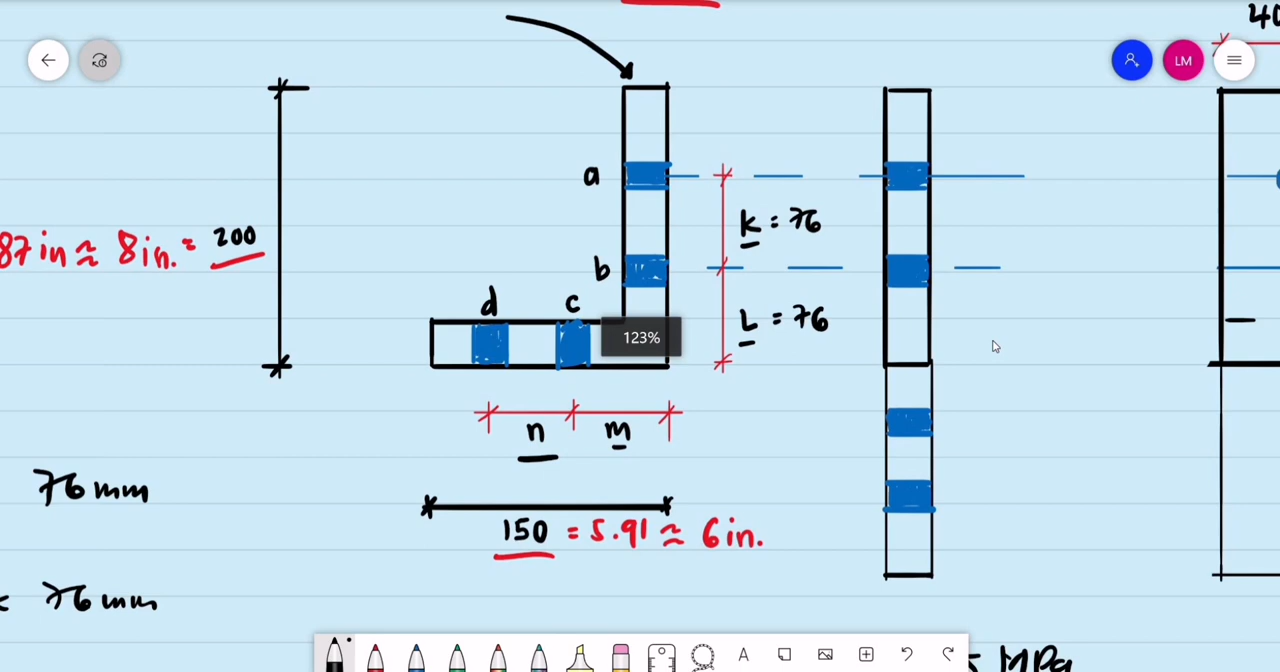 40
LM
a
K = 76
87 in ≈ 8 in. = 200
b
d
c
L = 76
123%
n
m
76 mm
150 = 5.91 ≈ 6 in.
< 76 mm
A
MPa